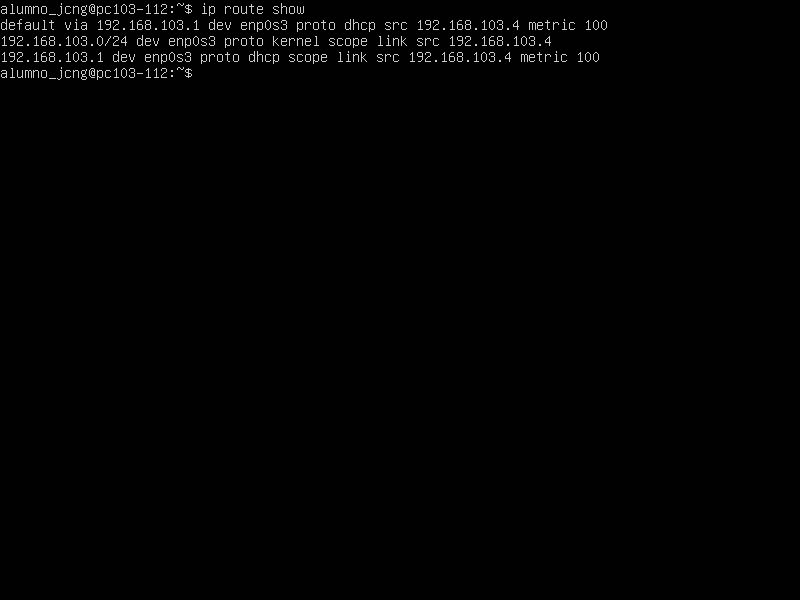 alumno_jcng@pc103-112:~$ ip route show
default via 192.168.103.1 dev enp0s3 proto dhcp src 192.168.103.4 metric 100
192.168.103.0/24 dev enp0s3 proto kernel scope link src 192.168.103.4
192.168.103.1 dev enp0s3 proto dhcp scope link src 192.168.103.4 metric 100
alumno_jcng@pc103-112:~$